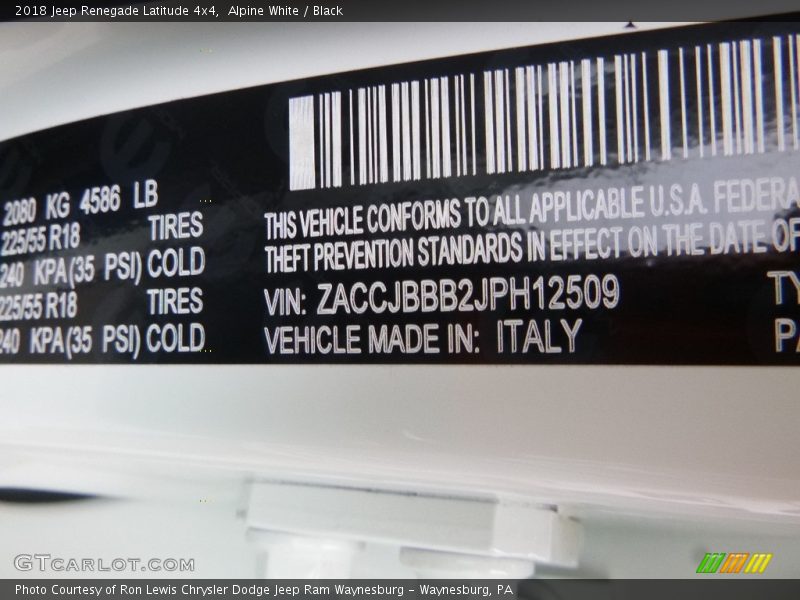 2018 Jeep Renegade Latitude 4x4,  Alpine White / Black
2080 KG 4586 LB
225/55 R18 TIRES
240 KPA(35 PSI) COLD
225/55 R18 TIRES
240 KPA(35 PSI) COLD
THIS VEHICLE CONFORMS TO ALL APPLICABLE U.S.A. FEDERA
THEFT PREVENTION STANDARDS IN EFFECT ON THE DATE OF
VIN: ZACCJBBB2JPH12509 TY
VEHICLE MADE IN: ITALY PA
GTCARLOT.COM
Photo Courtesy of Ron Lewis Chrysler Dodge Jeep Ram Waynesburg – Waynesburg, PA